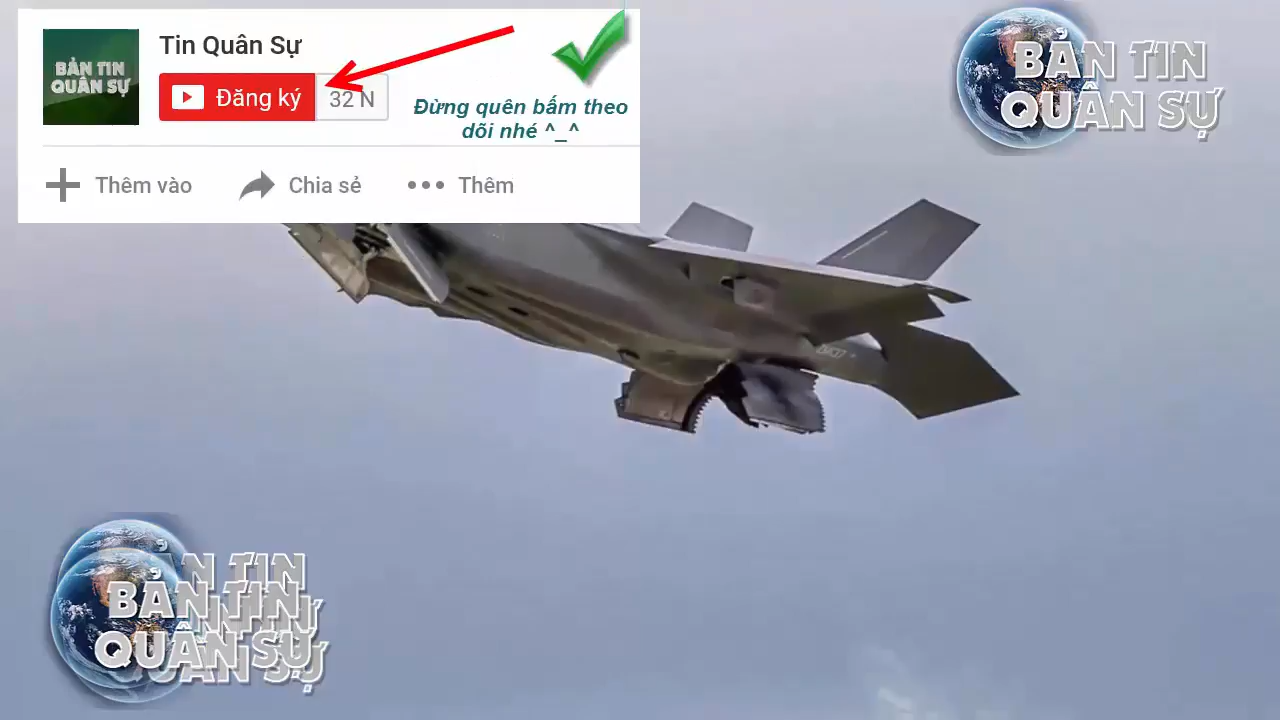 BẢN TIN
QUÂN SỰ
Tin Quân Sự
Đăng ký
32 N
Đừng quên bấm theo
dõi nhé ^_^
Thêm vào
Chia sẻ
Thêm
BẢN TIN
QUÂN SỰ
BẢN TIN
QUÂN SỰ